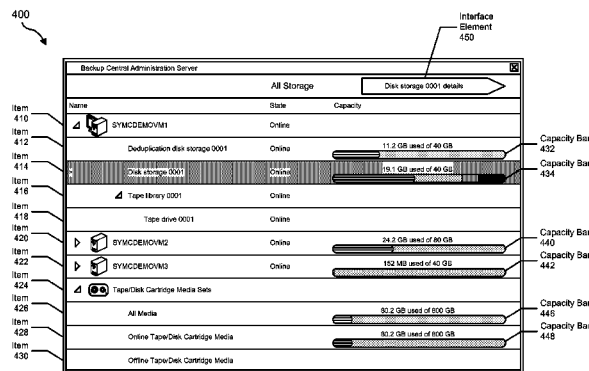 400
Interface
Element
450
Backup Central Administration Server
All Storage
Disk storage 0001 details
Name State Capacity
Item
410
SYMCDEMOVM1 Online
Item
412
Deduplication disk storage 0001 Online 11.2 GB used of 40 GB
Capacity Bar
432
Item
414
Disk storage 0001 Online 19.1 GB used of 40 GB
Capacity Bar
434
Item
416
Tape library 0001 Online
Item
418
Tape drive 0001 Online
Item
420
SYMCDEMOVM2 Online 24.2 GB used of 80 GB
Capacity Bar
440
Item
422
SYMCDEMOVM3 Online 152 MB used of 40 GB
Capacity Bar
442
Item
424
Tape/Disk Cartridge Media Sets
Item
426
All Media 80.2 GB used of 800 GB
Capacity Bar
446
Item
428
Online Tape/Disk Cartridge Media 80.2 GB used of 800 GB
Capacity Bar
448
Item
430
Offline Tape/Disk Cartridge Media